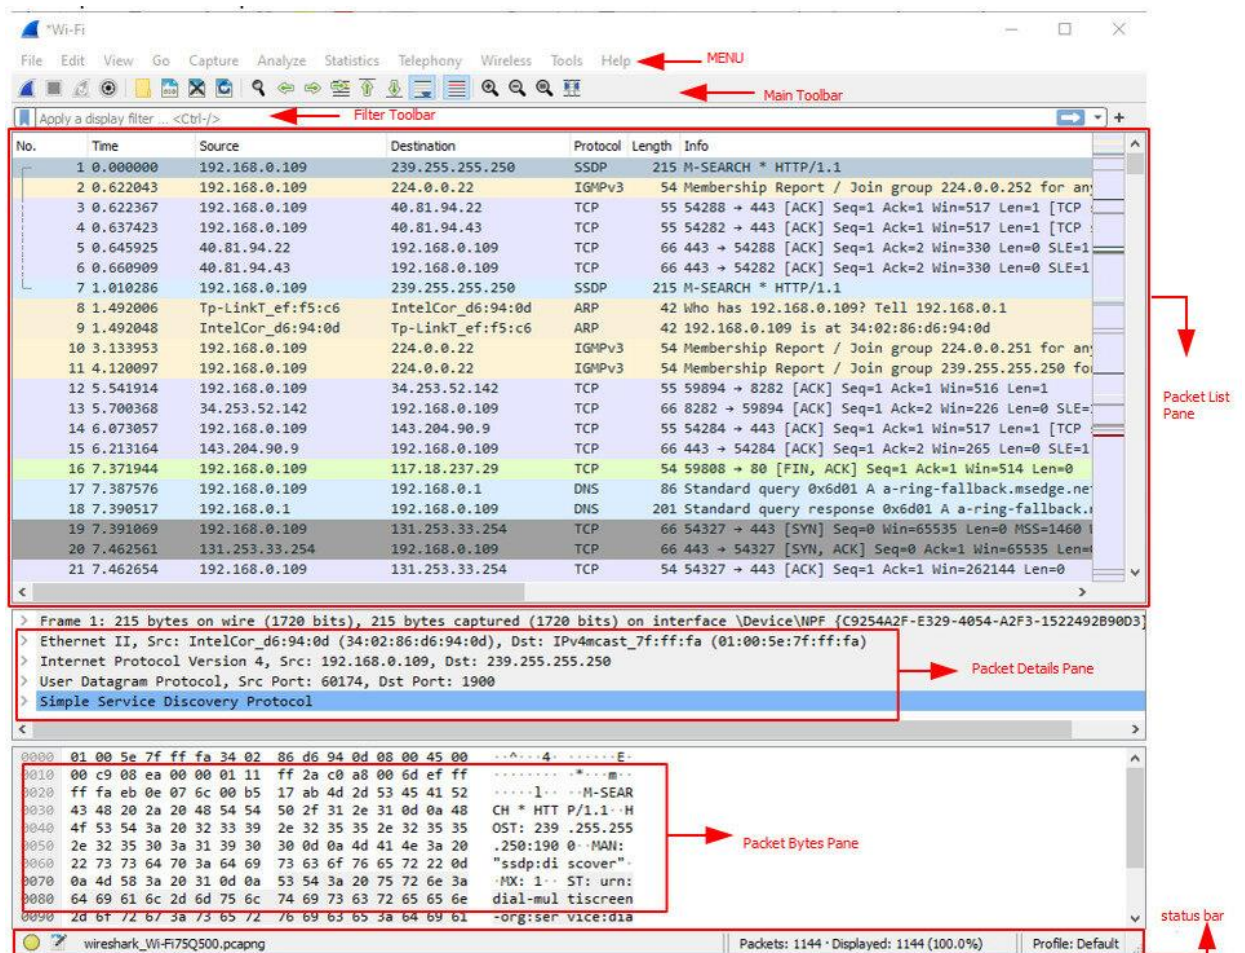 *Wi-Fi
File Edit View Go Capture Analyze Statistics Telephony Wireless Tools Help MENU
Main Toolbar
Apply a display filter ... <Ctrl-/> Filter Toolbar
No. Time Source Destination Protocol Length Info
1 0.000000 192.168.0.109 239.255.255.250 SSDP 215 M-SEARCH * HTTP/1.1
2 0.622043 192.168.0.109 224.0.0.22 IGMPv3 54 Membership Report / Join group 224.0.0.252 for any
3 0.622367 192.168.0.109 40.81.94.22 TCP 55 54288 → 443 [ACK] Seq=1 Ack=1 Win=517 Len=1 [TCP
4 0.637423 192.168.0.109 40.81.94.43 TCP 55 54282 → 443 [ACK] Seq=1 Ack=1 Win=517 Len=1 [TCP
5 0.645925 40.81.94.22 192.168.0.109 TCP 66 443 → 54288 [ACK] Seq=1 Ack=2 Win=330 Len=0 SLE=1
6 0.660909 40.81.94.43 192.168.0.109 TCP 66 443 → 54282 [ACK] Seq=1 Ack=2 Win=330 Len=0 SLE=1
7 1.010286 192.168.0.109 239.255.255.250 SSDP 215 M-SEARCH * HTTP/1.1
8 1.492006 Tp-LinkT_ef:f5:c6 IntelCor_d6:94:0d ARP 42 Who has 192.168.0.109? Tell 192.168.0.1
9 1.492048 IntelCor_d6:94:0d Tp-LinkT_ef:f5:c6 ARP 42 192.168.0.109 is at 34:02:86:d6:94:0d
10 3.133953 192.168.0.109 224.0.0.22 IGMPv3 54 Membership Report / Join group 224.0.0.251 for any
11 4.120097 192.168.0.109 224.0.0.22 IGMPv3 54 Membership Report / Join group 239.255.255.250 fo
12 5.541914 192.168.0.109 34.253.52.142 TCP 55 59894 → 8282 [ACK] Seq=1 Ack=1 Win=516 Len=1
13 5.700368 34.253.52.142 192.168.0.109 TCP 66 8282 → 59894 [ACK] Seq=1 Ack=2 Win=226 Len=0 SLE=
14 6.073057 192.168.0.109 143.204.90.9 TCP 55 54284 → 443 [ACK] Seq=1 Ack=1 Win=517 Len=1 [TCP
15 6.213164 143.204.90.9 192.168.0.109 TCP 66 443 → 54284 [ACK] Seq=1 Ack=2 Win=265 Len=0 SLE=1
16 7.371944 192.168.0.109 117.18.237.29 TCP 54 59808 → 80 [FIN, ACK] Seq=1 Ack=1 Win=514 Len=0
17 7.387576 192.168.0.109 192.168.0.1 DNS 86 Standard query 0x6d01 A a-ring-fallback.msedge.ne
18 7.390517 192.168.0.1 192.168.0.109 DNS 201 Standard query response 0x6d01 A a-ring-fallback.
19 7.391069 192.168.0.109 131.253.33.254 TCP 66 54327 → 443 [SYN] Seq=0 Win=65535 Len=0 MSS=1460
20 7.462561 131.253.33.254 192.168.0.109 TCP 66 443 → 54327 [SYN, ACK] Seq=0 Ack=1 Win=65535 Len=
21 7.462654 192.168.0.109 131.253.33.254 TCP 54 54327 → 443 [ACK] Seq=1 Ack=1 Win=262144 Len=0
Packet List
Pane
Frame 1: 215 bytes on wire (1720 bits), 215 bytes captured (1720 bits) on interface \Device\NPF_{C9254A2F-E329-4054-A2F3-1522492B90D3}
Ethernet II, Src: IntelCor_d6:94:0d (34:02:86:d6:94:0d), Dst: IPv4mcast_7f:ff:fa (01:00:5e:7f:ff:fa)
Internet Protocol Version 4, Src: 192.168.0.109, Dst: 239.255.255.250
User Datagram Protocol, Src Port: 60174, Dst Port: 1900
Simple Service Discovery Protocol
Packet Details Pane
0000 01 00 5e 7f ff fa 34 02 86 d6 94 0d 08 00 45 00 ··^···4· ······E·
0010 00 c9 08 ea 00 00 01 11 ff 2a c0 a8 00 6d ef ff ········ ·*···m··
0020 ff fa eb 0e 07 6c 00 b5 17 ab 4d 2d 53 45 41 52 ·····l·· ··M-SEAR
0030 43 48 20 2a 20 48 54 54 50 2f 31 2e 31 0d 0a 48 CH * HTT P/1.1··H
0040 4f 53 54 3a 20 32 33 39 2e 32 35 35 2e 32 35 35 OST: 239 .255.255
0050 2e 32 35 30 3a 31 39 30 30 0d 0a 4d 41 4e 3a 20 .250:190 0··MAN:
0060 22 73 73 64 70 3a 64 69 73 63 6f 76 65 72 22 0d "ssdp:di scover"·
0070 0a 4d 58 3a 20 31 0d 0a 53 54 3a 20 75 72 6e 3a ·MX: 1·· ST: urn:
0080 64 69 61 6c 2d 6d 75 6c 74 69 73 63 72 65 65 6e dial-mul tiscreen
0090 2d 6f 72 67 3a 73 65 72 76 69 63 65 3a 64 69 61 -org:ser vice:dia
Packet Bytes Pane
status bar
wireshark_Wi-Fi75Q500.pcapng Packets: 1144 · Displayed: 1144 (100.0%) Profile: Default